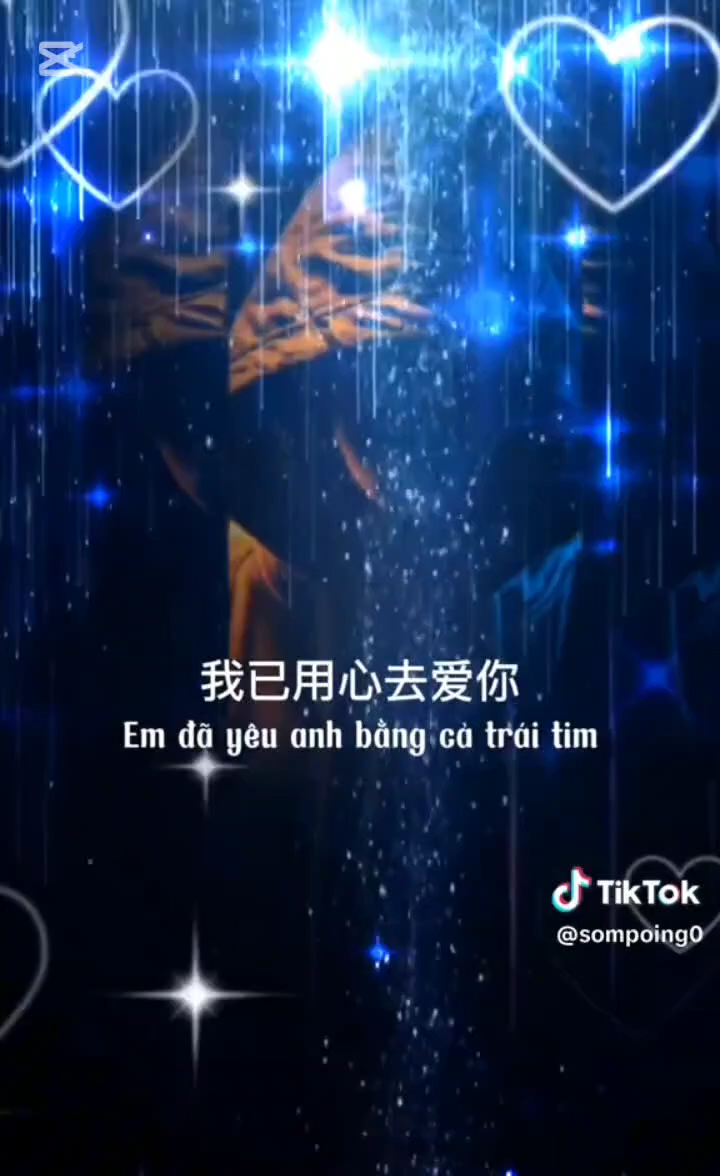 我已用心去爱你
Em đã yêu anh bằng cả trái tim
TikTok
@sompoing0